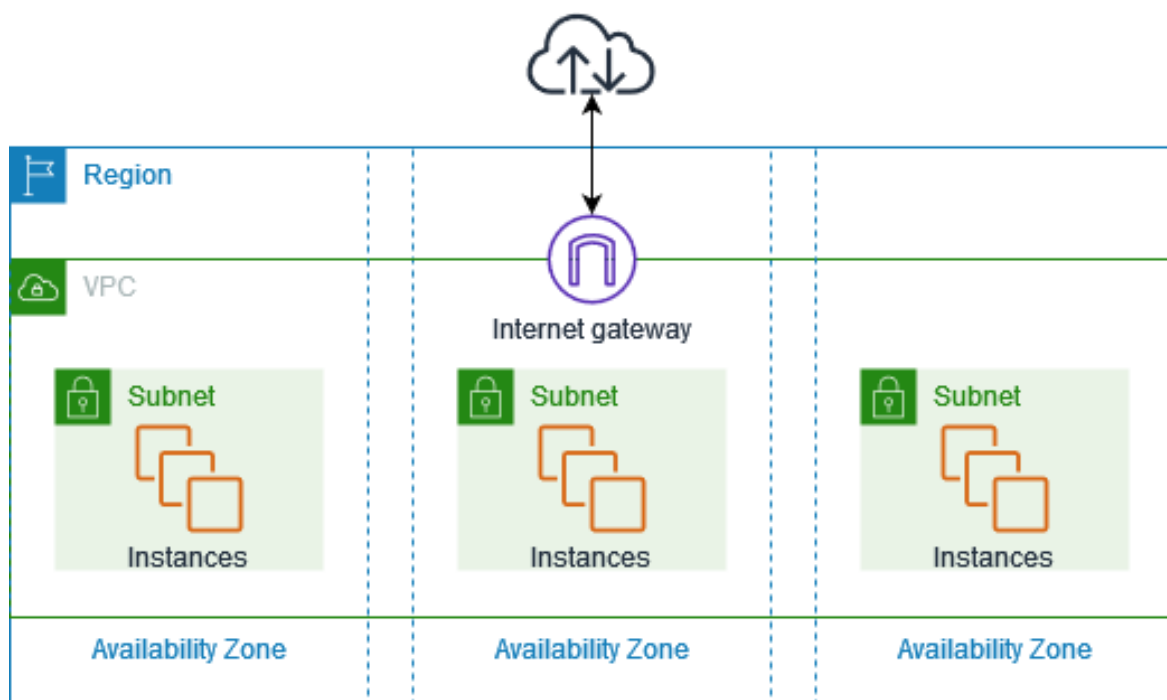 Region
VPC
Internet gateway
Subnet
Subnet
Subnet
Instances
Instances
Instances
Availability Zone
Availability Zone
Availability Zone